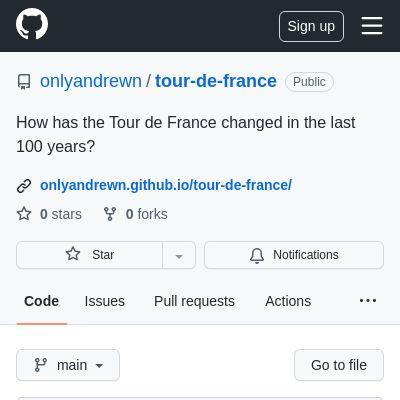 Sign up
onlyandrewn / tour-de-france Public
How has the Tour de France changed in the last
100 years?
onlyandrewn.github.io/tour-de-france/
0 stars 0 forks
Star Notifications
Code Issues Pull requests Actions
main Go to file